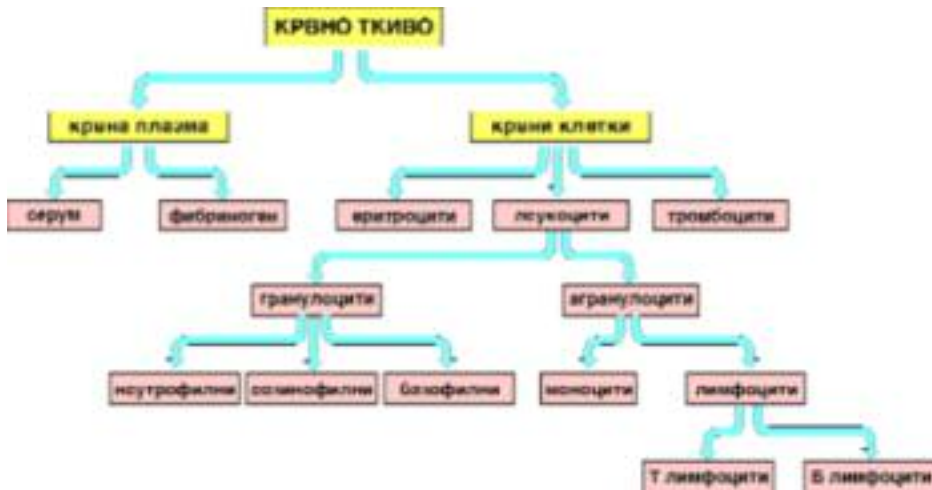 КРВНО ТКИВО
крвна плазма
крвни клетки
серум
фибриноген
еритроцити
леукоцити
тромбоцити
гранулоцити
агранулоцити
неутрофилни
еозинофилни
базофилни
моноцити
лимфоцити
Т лимфоцити
Б лимфоцити